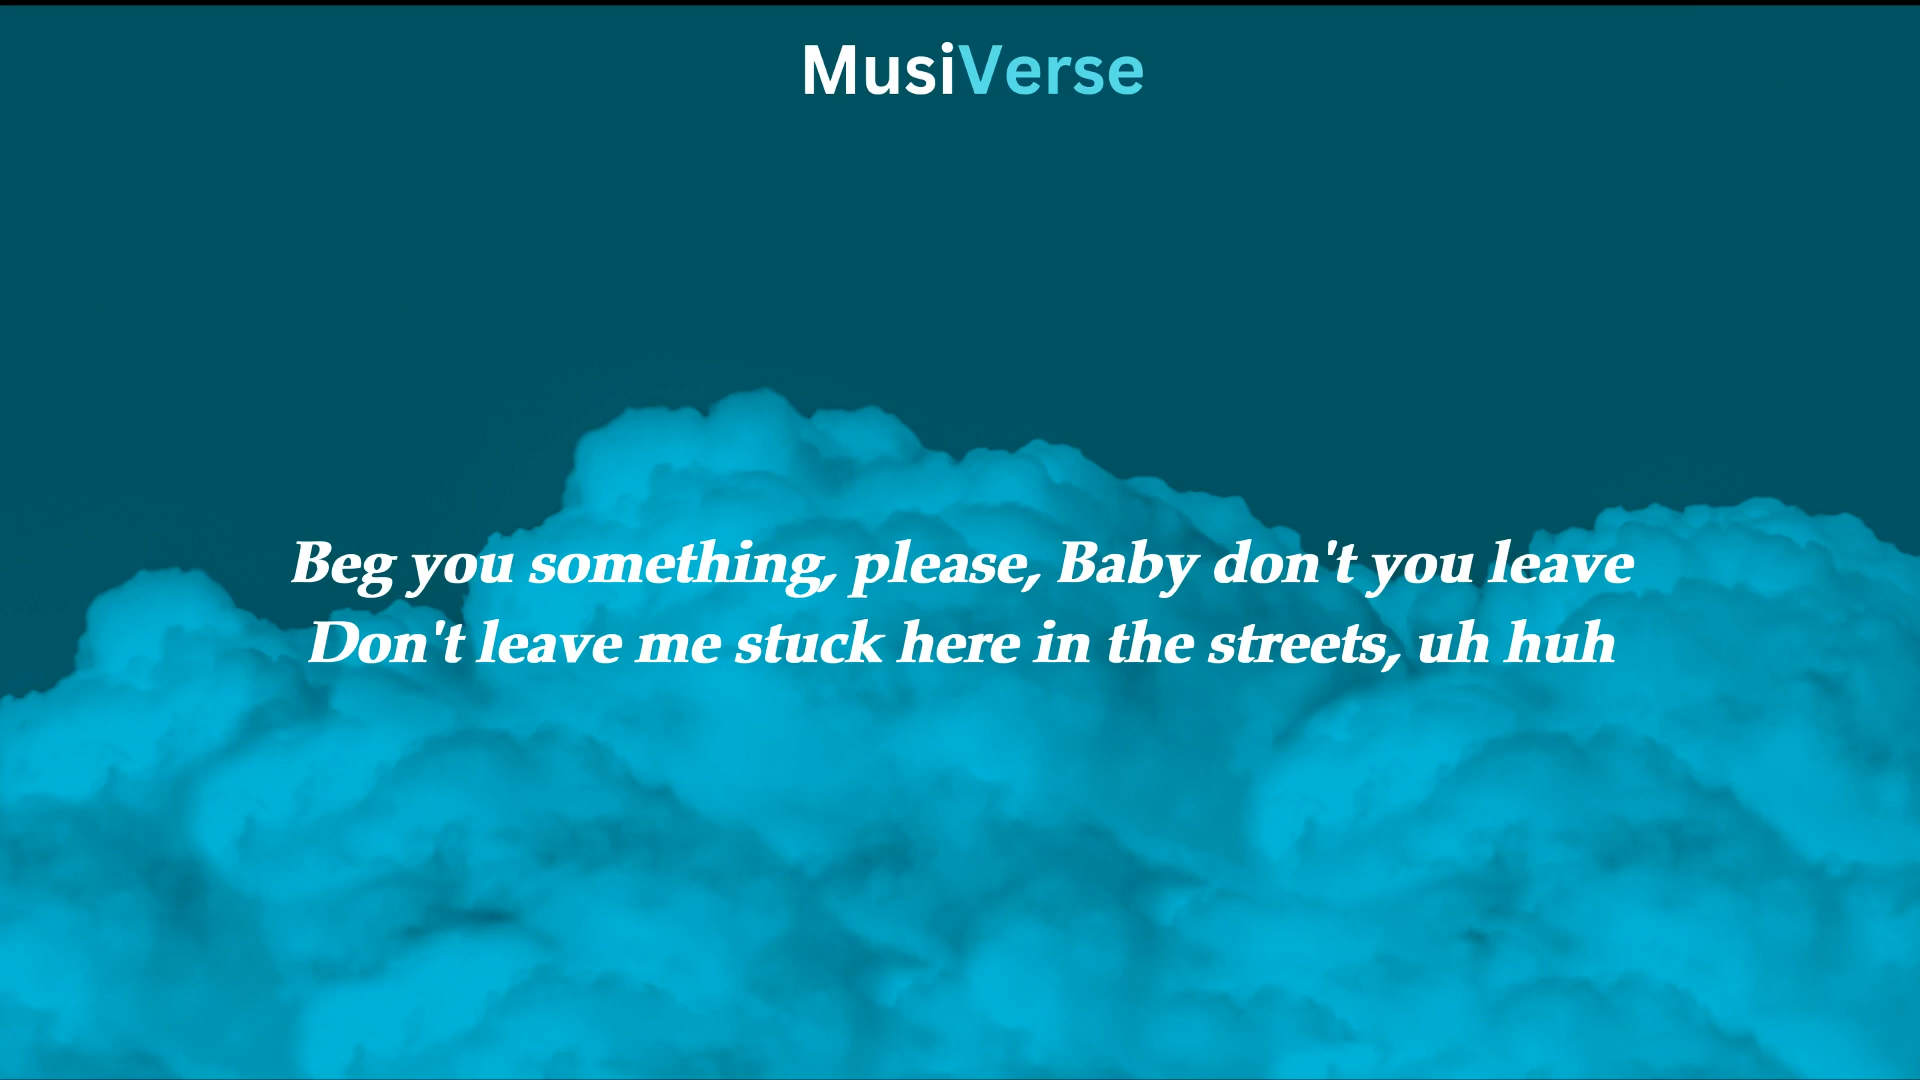 MusiVerse
Beg you something, please, Baby don't you leave
Don't leave me stuck here in the streets, uh huh